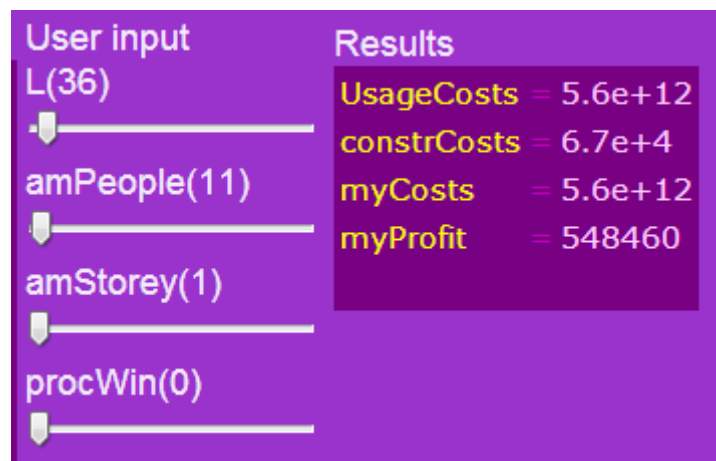 User input
L(36)
amPeople(11)
amStorey(1)
procWin(0)
Results
UsageCosts = 5.6e+12
constrCosts = 6.7e+4
myCosts = 5.6e+12
myProfit = 548460